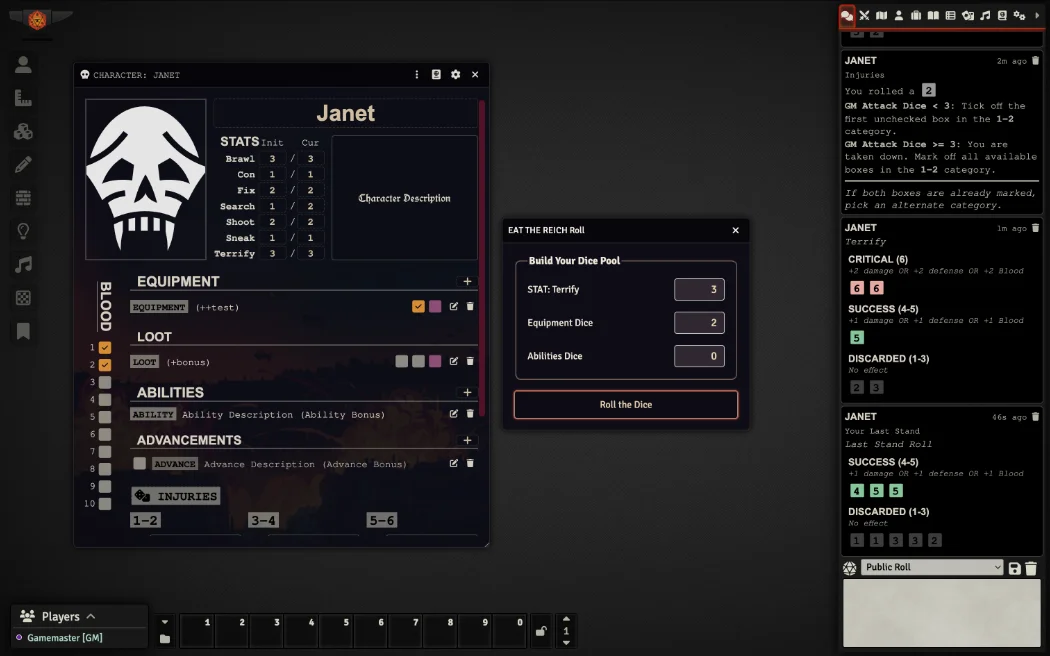 CHARACTER: JANET
Janet
STATS Init Cur
Brawl 3 / 3
Con 1 / 1
Fix 2 / 2
Search 1 / 2
Shoot 2 / 2
Sneak 1 / 1
Terrify 3 / 3
Character Description
BLOOD
1
2
3
4
5
6
7
8
9
10
EQUIPMENT +
EQUIPMENT (++test)
LOOT
LOOT (+bonus)
ABILITIES +
ABILITY Ability Description (Ability Bonus)
ADVANCEMENTS +
ADVANCE Advance Description (Advance Bonus)
INJURIES
1-2 3-4 5-6
EAT THE REICH Roll
Build Your Dice Pool
STAT: Terrify 3
Equipment Dice 2
Abilities Dice 0
Roll the Dice
JANET 2m ago
Injuries
You rolled a 2
GM Attack Dice < 3: Tick off the
first unchecked box in the 1-2
category.
GM Attack Dice >= 3: You are
taken down. Mark off all available
boxes in the 1-2 category.
If both boxes are already marked,
pick an alternate category.
JANET 1m ago
Terrify
CRITICAL (6)
+2 damage OR +2 defense OR +2 Blood
6 6
SUCCESS (4-5)
+1 damage OR +1 defense OR +1 Blood
5
DISCARDED (1-3)
No effect
2 3
JANET 46s ago
Your Last Stand
Last Stand Roll
SUCCESS (4-5)
+1 damage OR +1 defense OR +1 Blood
4 5 5
DISCARDED (1-3)
No effect
1 1 3 3 2
Public Roll
Players
Gamemaster [GM]
1 2 3 4 5 6 7 8 9 0
1